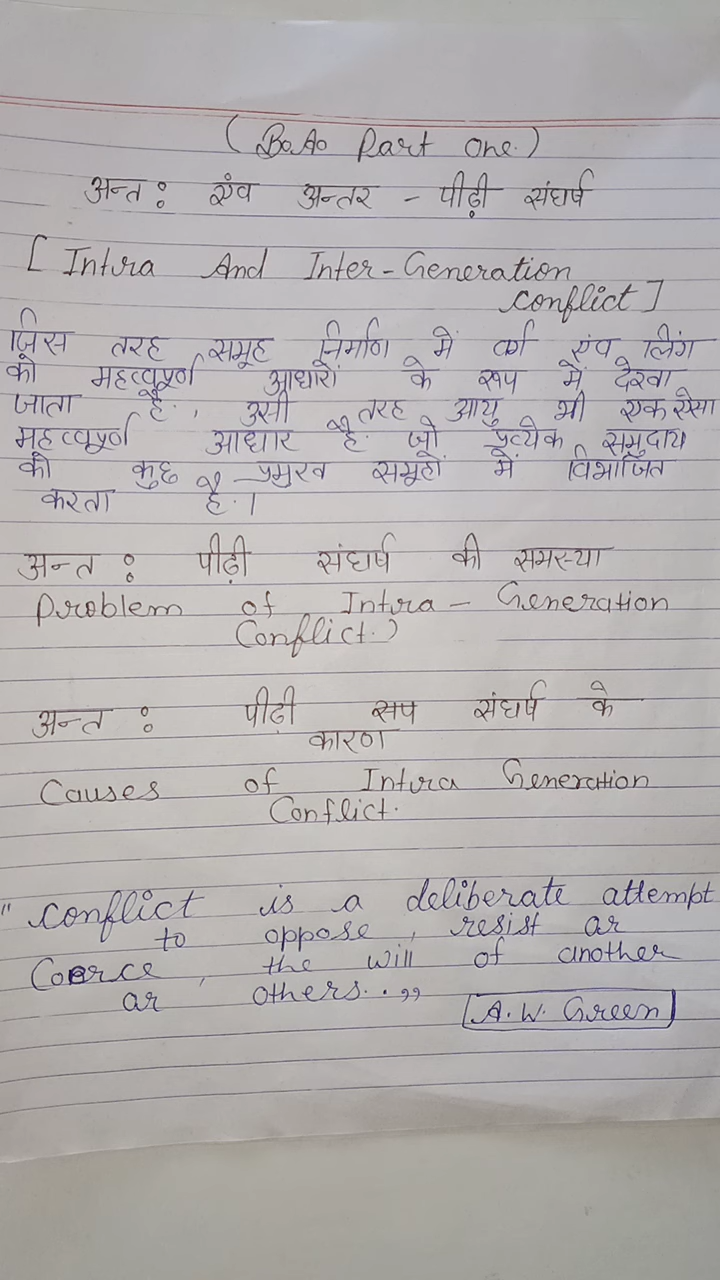 (B.A. Part One.)
अन्त: एंव अन्तर - पीढ़ी संघर्ष
[Intra And Inter-Generation
Conflict]
जिस तरह समूह निर्माण में वर्ग एंव लिंग
को महत्वपूर्ण आधारों के रूप में देखा
जाता है., उसी तरह आयु भी एक ऐसा
महत्वपूर्ण आधार है. जो प्रत्येक समुदाय
को कुछ प्रमुख समूहों में विभाजित
करता है.।
अन्त: पीढ़ी संघर्ष की समस्या
Problem of Intra - Generation
Conflict.)
अन्त: पीढ़ी सप संघर्ष के
कारण
Causes of Intra Generation
Conflict.
"Conflict is a deliberate attempt
to oppose, resist ar
Coerce, the will of another
ar others..,,
[A.W. Green]